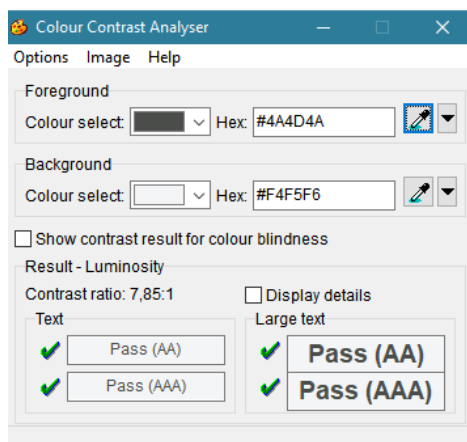 Colour Contrast Analyser
Options Image Help
Foreground
Colour select: Hex: #4A4D4A
Background
Colour select: Hex: #F4F5F6
Show contrast result for colour blindness
Result - Luminosity
Contrast ratio: 7,85:1 Display details
Text Large text
Pass (AA) Pass (AA)
Pass (AAA) Pass (AAA)